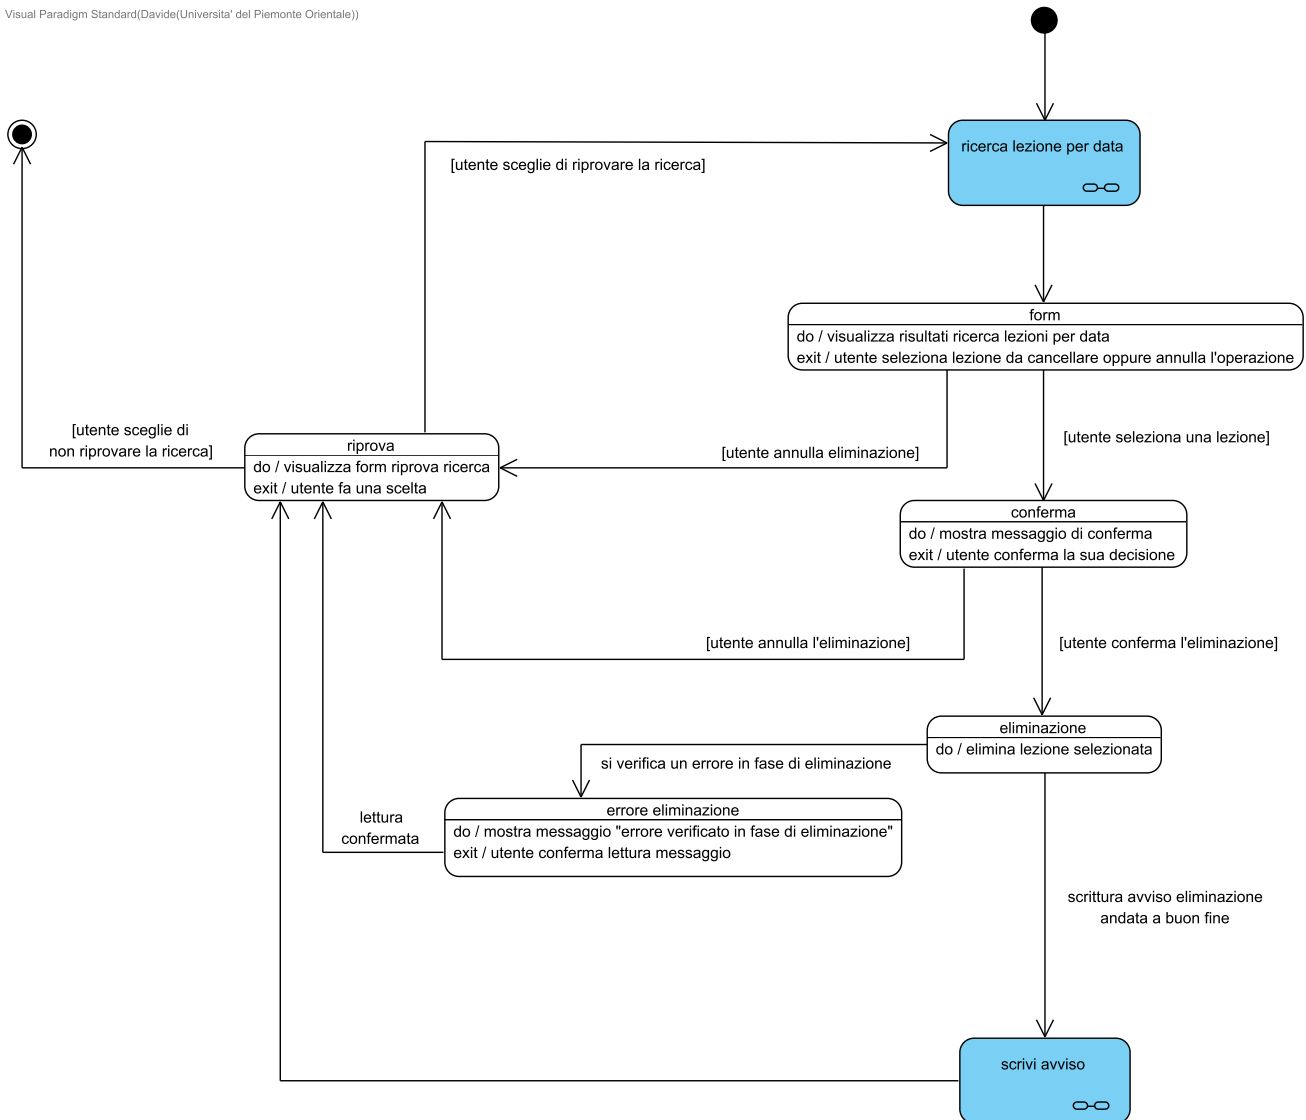 Visual Paradigm Standard(Davide(Universita' del Piemonte Orientale))
ricerca lezione per data
[utente sceglie di riprovare la ricerca]
form
do / visualizza risultati ricerca lezioni per data
exit / utente seleziona lezione da cancellare oppure annulla l'operazione
[utente sceglie di
non riprovare la ricerca]
riprova
do / visualizza form riprova ricerca
exit / utente fa una scelta
[utente annulla eliminazione]
[utente seleziona una lezione]
conferma
do / mostra messaggio di conferma
exit / utente conferma la sua decisione
[utente annulla l'eliminazione]
[utente conferma l'eliminazione]
eliminazione
do / elimina lezione selezionata
si verifica un errore in fase di eliminazione
errore eliminazione
do / mostra messaggio "errore verificato in fase di eliminazione"
exit / utente conferma lettura messaggio
lettura
confermata
scrittura avviso eliminazione
andata a buon fine
scrivi avviso